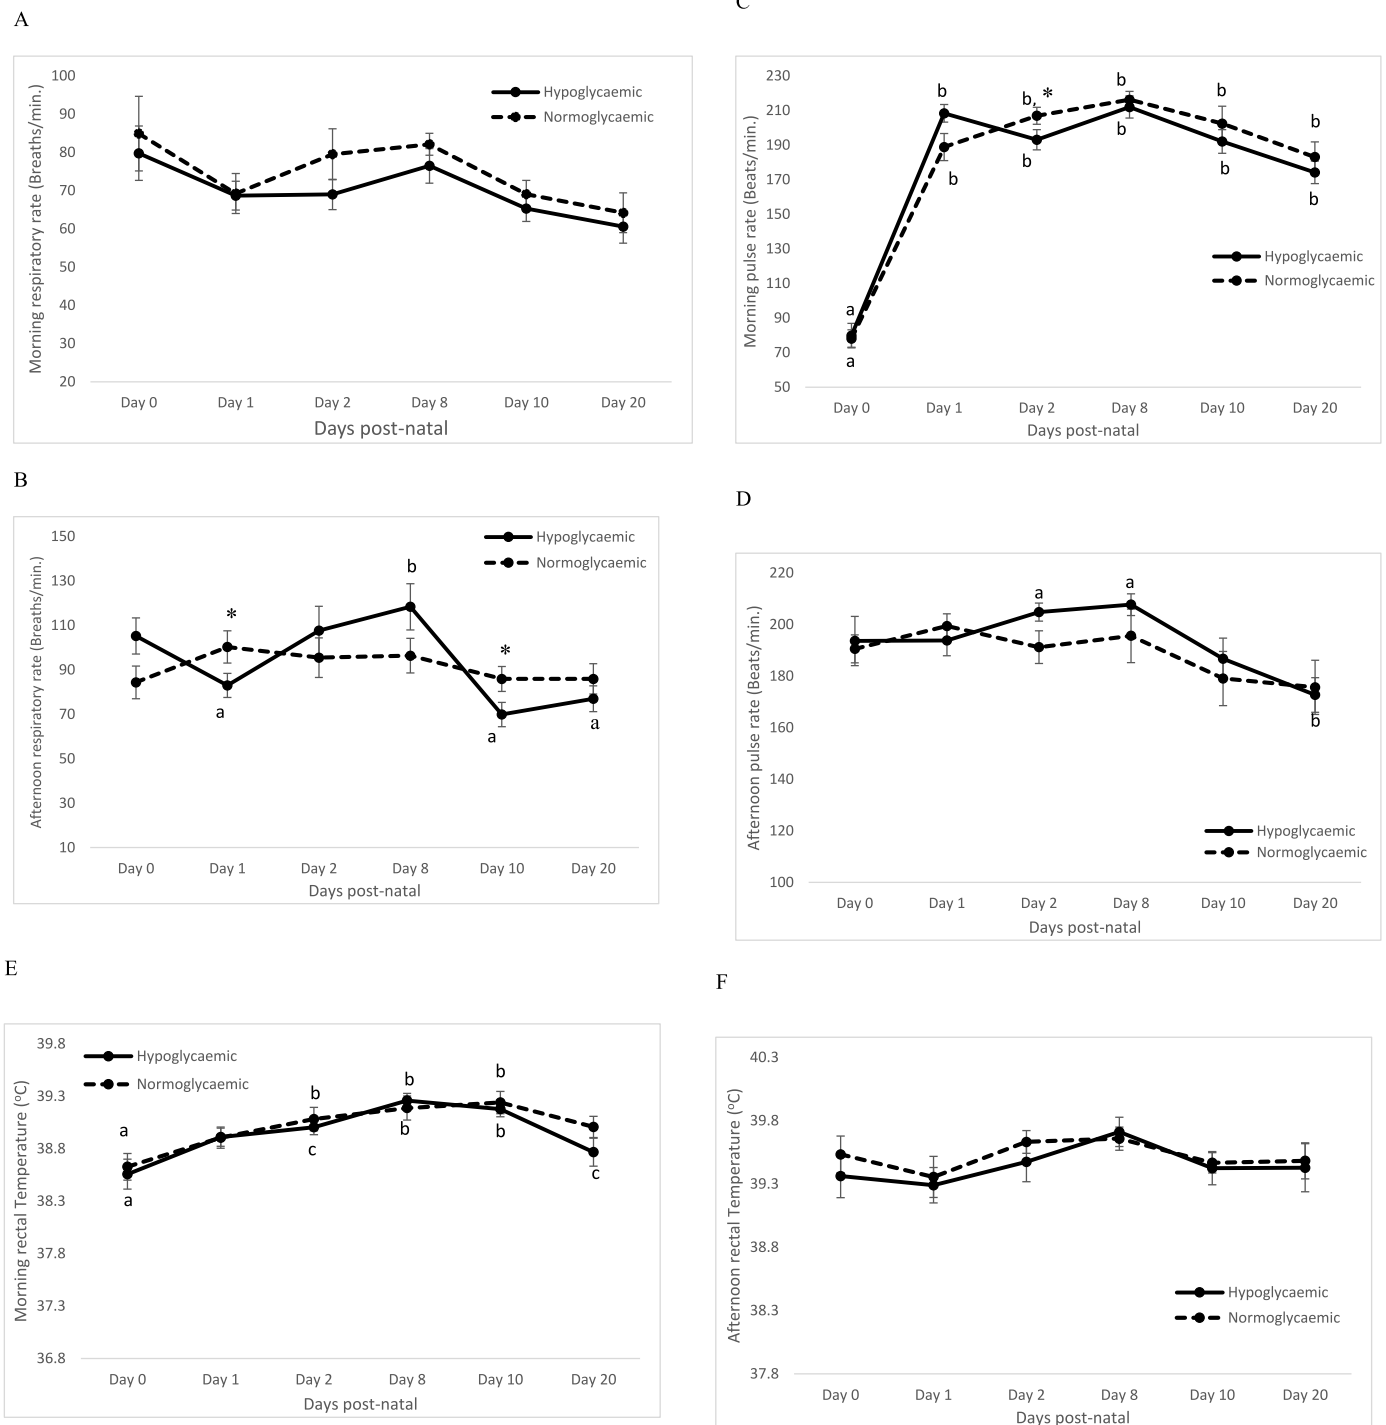 A
Morning respiratory rate (Breaths/min.)
100
90
80
70
60
50
40
30
20
Hypoglycaemic
Normoglycaemic
Day 0 Day 1 Day 2 Day 8 Day 10 Day 20
Days post-natal
C
Morning pulse rate (Beats/min.)
230
210
190
170
150
130
110
90
70
50
b b, * b b b
b b b b b
a
a
Hypoglycaemic
Normoglycaemic
Day 0 Day 1 Day 2 Day 8 Day 10 Day 20
Days post-natal
B
Afternoon respiratory rate (Breaths/min.)
150
130
110
90
70
50
30
10
Hypoglycaemic
Normoglycaemic
* b *
a a a
Day 0 Day 1 Day 2 Day 8 Day 10 Day 20
Days post-natal
D
Afternoon pulse rate (Beats/min.)
220
200
180
160
140
120
100
a a
b
Hypoglycaemic
Normoglycaemic
Day 0 Day 1 Day 2 Day 8 Day 10 Day 20
Days post-natal
E
Morning rectal Temperature (°C)
39.8
39.3
38.8
38.3
37.8
37.3
36.8
Hypoglycaemic
Normoglycaemic
a b b b
a c b b c
Day 0 Day 1 Day 2 Day 8 Day 10 Day 20
Days post-natal
F
Afternoon rectal Temperature (°C)
40.3
39.8
39.3
38.8
38.3
37.8
Hypoglycaemic
Normoglycaemic
Day 0 Day 1 Day 2 Day 8 Day 10 Day 20
Days post-natal